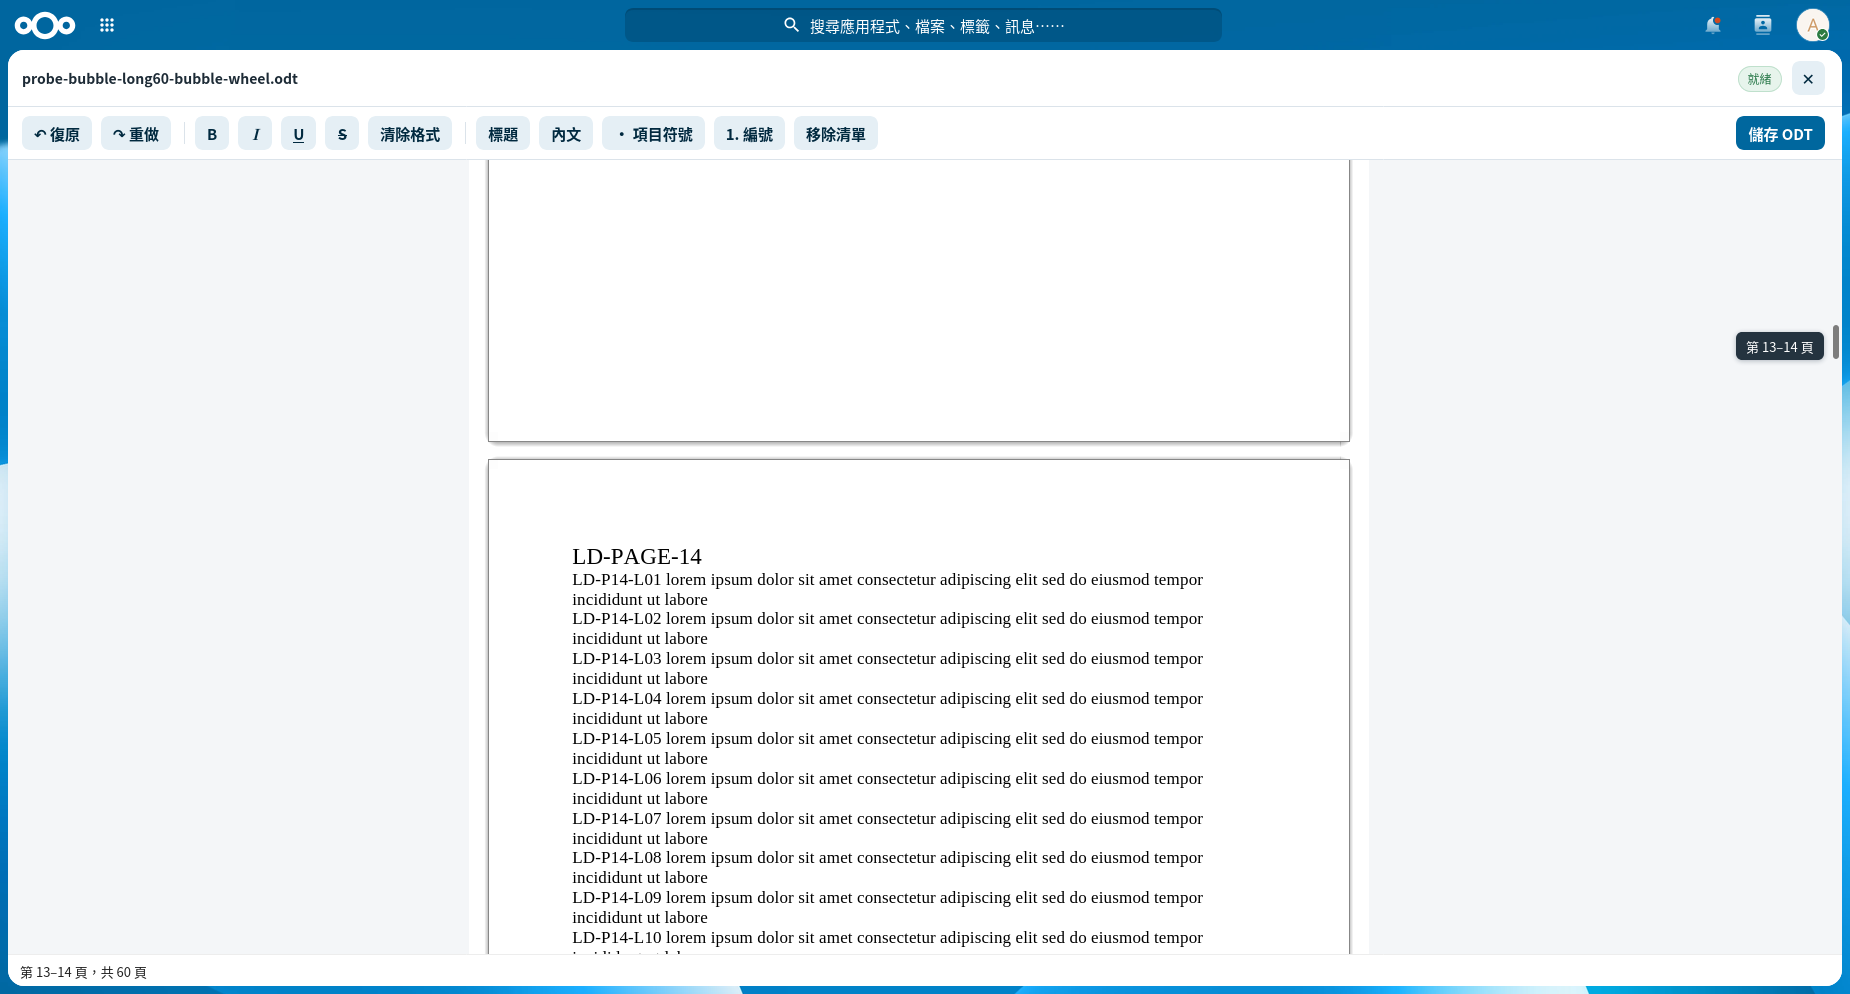 搜尋應用程式、檔案、標籤、訊息……
A
probe-bubble-long60-bubble-wheel.odt
就緒
×
↶ 復原
↷ 重做
B
I
U
S
清除格式
標題
內文
• 項目符號
1. 編號
移除清單
儲存 ODT
第 13–14 頁
LD-PAGE-14
LD-P14-L01 lorem ipsum dolor sit amet consectetur adipiscing elit sed do eiusmod tempor
incididunt ut labore
LD-P14-L02 lorem ipsum dolor sit amet consectetur adipiscing elit sed do eiusmod tempor
incididunt ut labore
LD-P14-L03 lorem ipsum dolor sit amet consectetur adipiscing elit sed do eiusmod tempor
incididunt ut labore
LD-P14-L04 lorem ipsum dolor sit amet consectetur adipiscing elit sed do eiusmod tempor
incididunt ut labore
LD-P14-L05 lorem ipsum dolor sit amet consectetur adipiscing elit sed do eiusmod tempor
incididunt ut labore
LD-P14-L06 lorem ipsum dolor sit amet consectetur adipiscing elit sed do eiusmod tempor
incididunt ut labore
LD-P14-L07 lorem ipsum dolor sit amet consectetur adipiscing elit sed do eiusmod tempor
incididunt ut labore
LD-P14-L08 lorem ipsum dolor sit amet consectetur adipiscing elit sed do eiusmod tempor
incididunt ut labore
LD-P14-L09 lorem ipsum dolor sit amet consectetur adipiscing elit sed do eiusmod tempor
incididunt ut labore
LD-P14-L10 lorem ipsum dolor sit amet consectetur adipiscing elit sed do eiusmod tempor
第 13–14 頁，共 60 頁